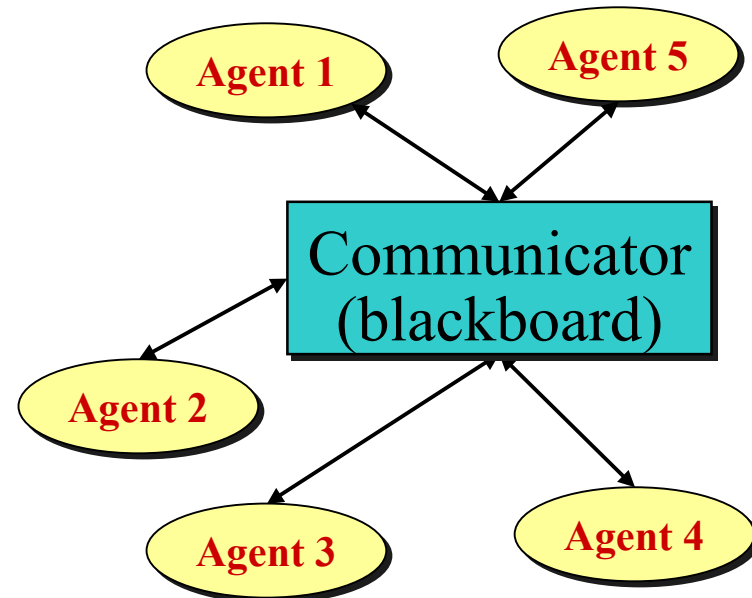 Agent 1
Agent 5
Communicator
(blackboard)
Agent 2
Agent 3
Agent 4